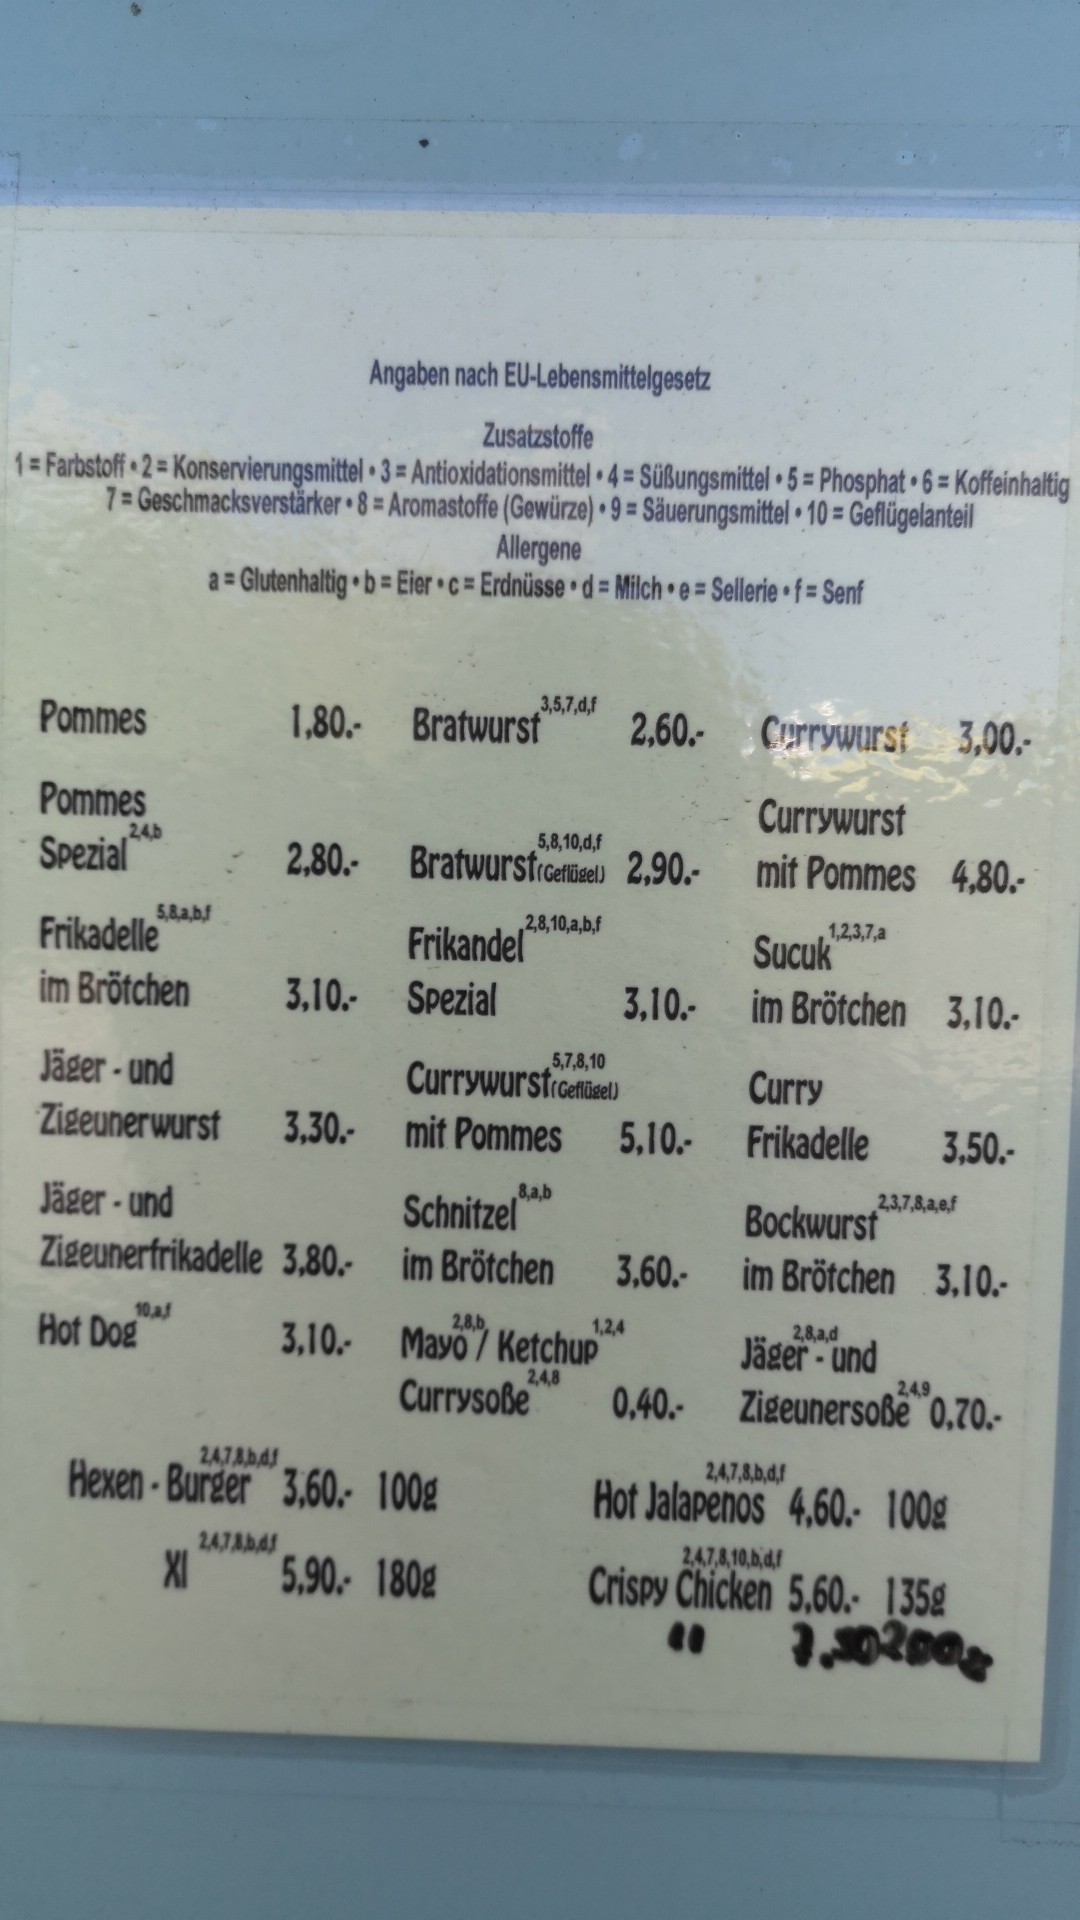 Angaben nach EU-Lebensmittelgesetz
Zusatzstoffe
1 = Farbstoff • 2 = Konservierungsmittel • 3 = Antioxidationsmittel • 4 = Süßungsmittel • 5 = Phosphat • 6 = Koffeinhaltig
7 = Geschmacksverstärker • 8 = Aromastoffe (Gewürze) • 9 = Säuerungsmittel • 10 = Geflügelanteil
Allergene
a = Glutenhaltig • b = Eier • c = Erdnüsse • d = Milch • e = Sellerie • f = Senf
Pommes 1,80.-
Pommes
Spezial 2,4,b 2,80.-
Frikadelle 5,8,a,b,f
im Brötchen 3,10.-
Jäger - und
Zigeunerwurst 3,30.-
Jäger - und
Zigeunerfrikadelle 3,80.-
Hot Dog 10,a,f 3,10.-
Bratwurst 3,5,7,d,f 2,60.-
Bratwurst (Geflügel) 5,8,10,d,f 2,90.-
Frikandel 2,8,10,a,b,f
Spezial 3,10.-
Currywurst (Geflügel) 5,7,8,10
mit Pommes 5,10.-
Schnitzel 8,a,b
im Brötchen 3,60.-
Mayo 2,8,b / Ketchup 1,2,4
Currysoße 2,4,8 0,40.-
Currywurst 3,00.-
Currywurst
mit Pommes 4,80.-
Sucuk 1,2,3,7,a
im Brötchen 3,10.-
Curry
Frikadelle 3,50.-
Bockwurst 2,3,7,8,a,e,f
im Brötchen 3,10.-
Jäger 2,8,a,d - und
Zigeunersoße 2,4,9 0,70.-
Hexen - Burger 2,4,7,8,b,d,f 3,60.- 100g
Xl 2,4,7,8,b,d,f 5,90.- 180g
Hot Jalapenos 2,4,7,8,b,d,f 4,60.- 100g
Crispy Chicken 2,4,7,8,10,b,d,f 5,60.- 135g
"